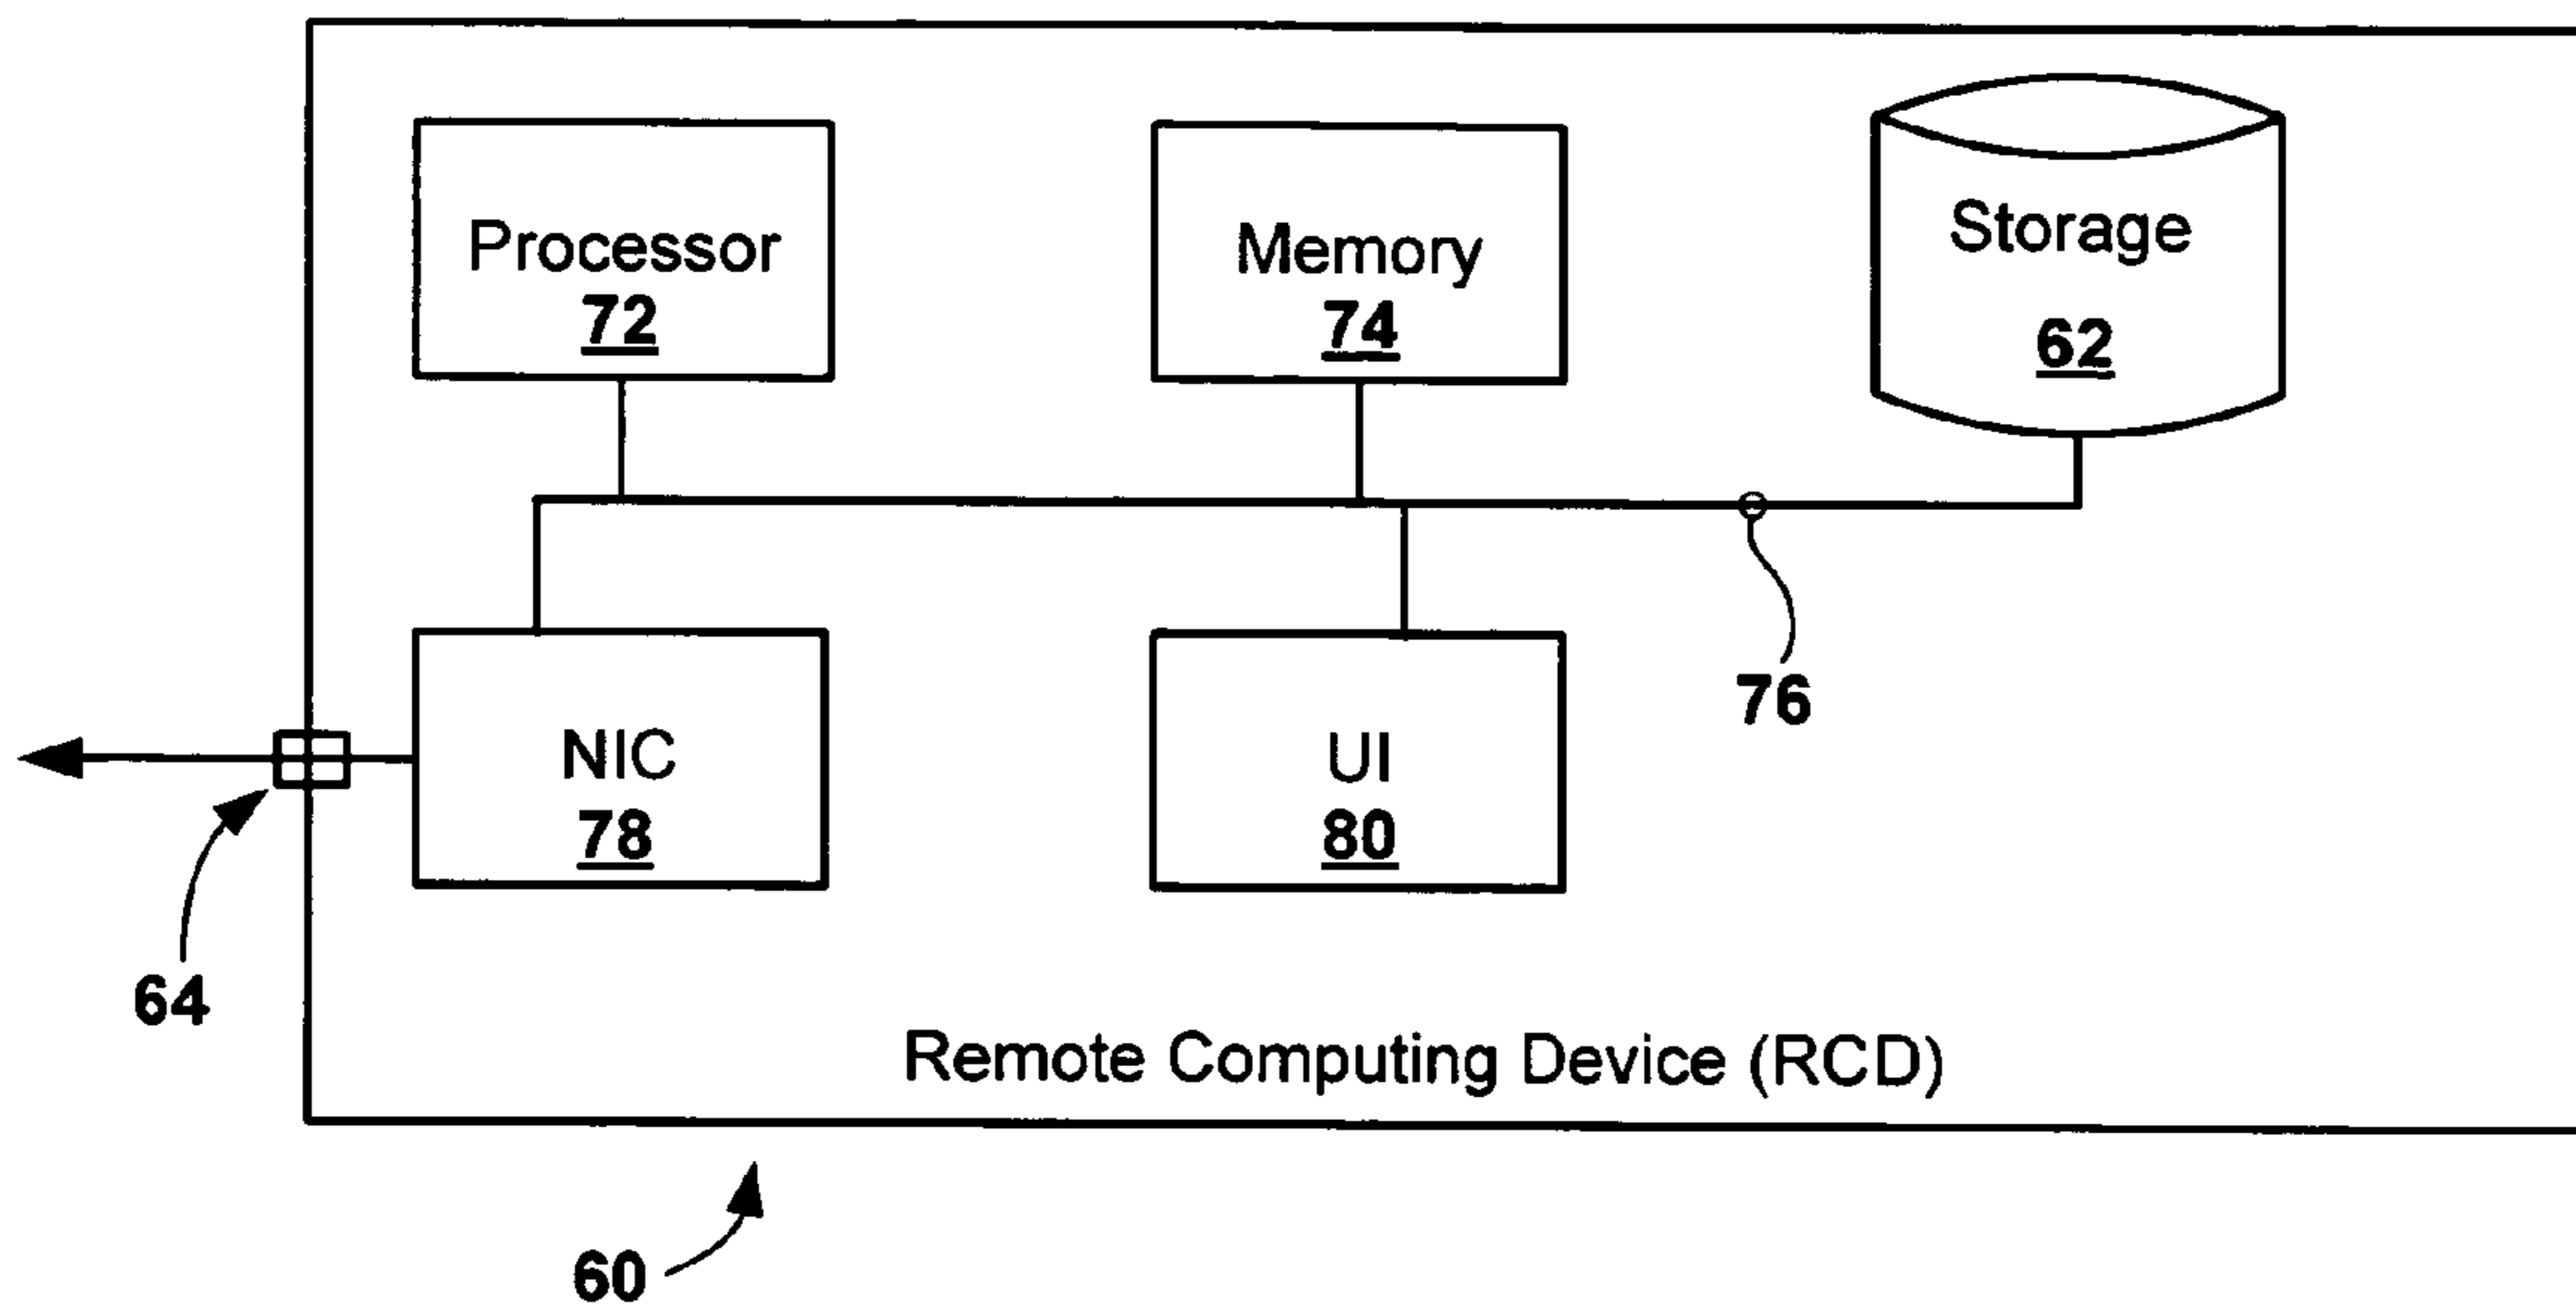 Processor
72
Memory
74
Storage
62
76
NIC
78
UI
80
64
Remote Computing Device (RCD)
60